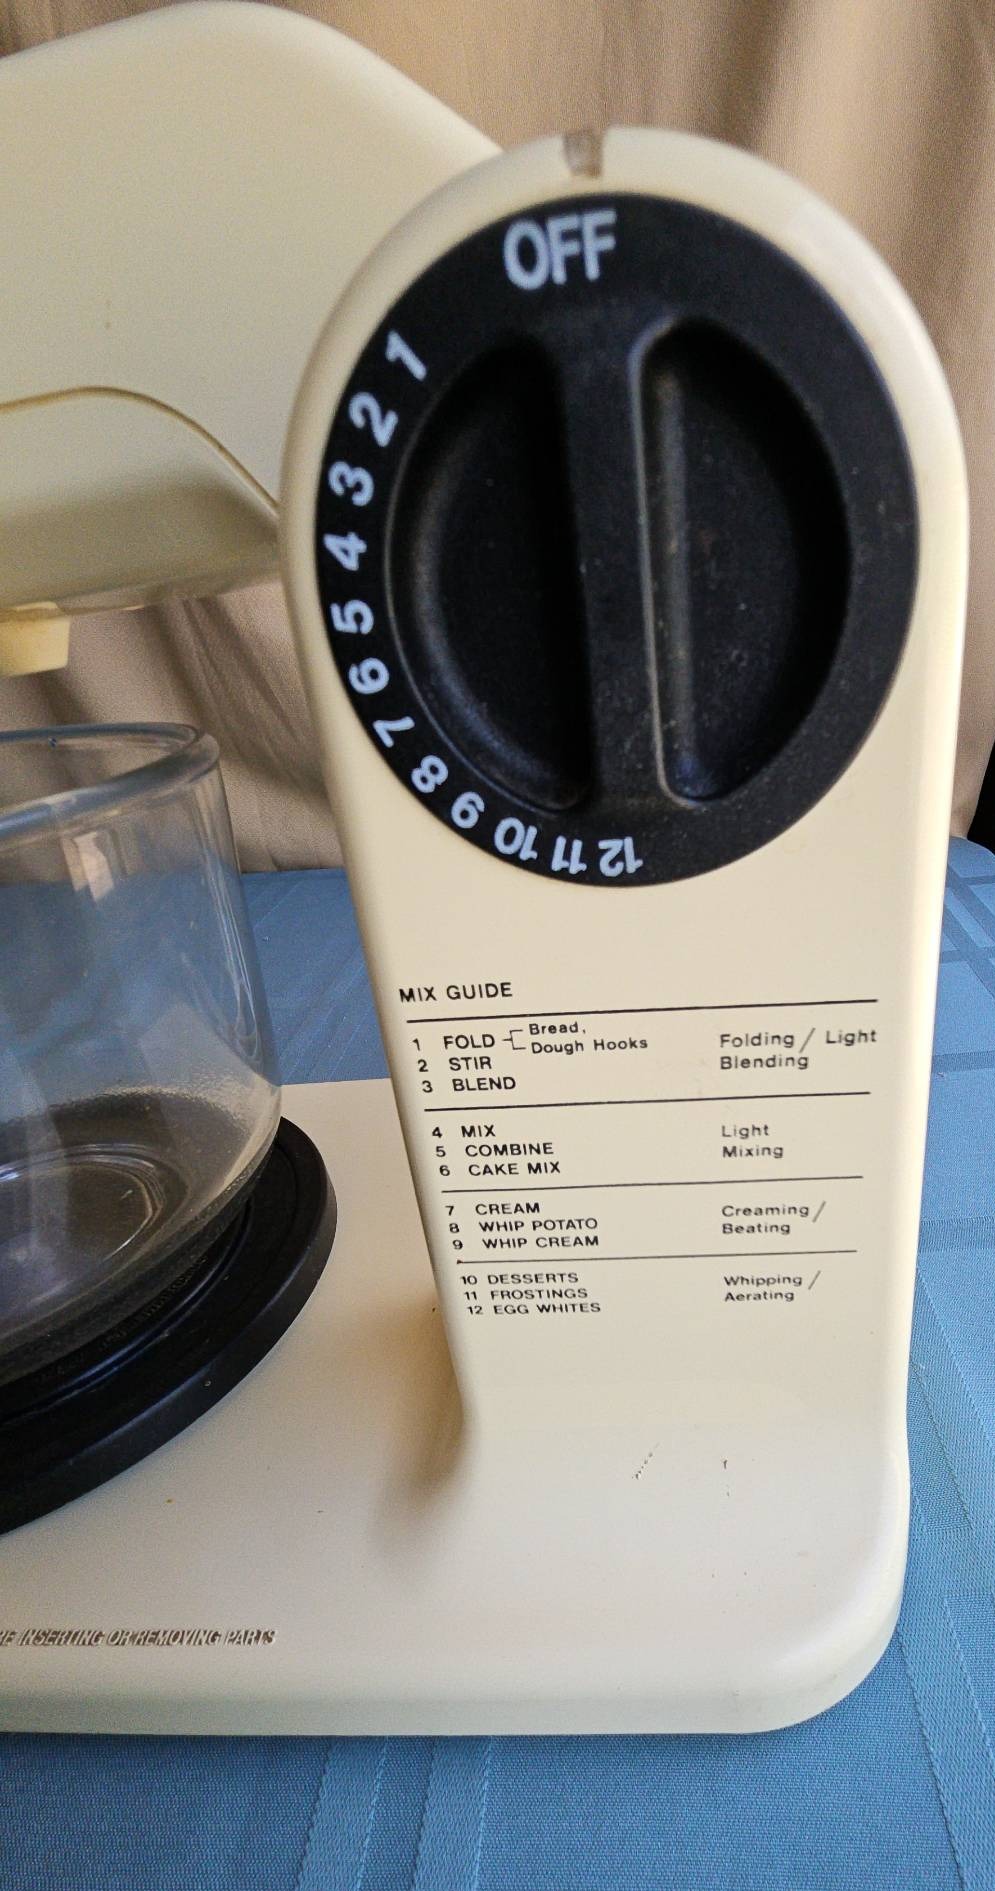 OFF
1
2
3
4
5
6
7
8
9
10
11
12
MIX GUIDE
1 FOLD Bread,
Dough Hooks
2 STIR
3 BLEND
Folding / Light
Blending
4 MIX
5 COMBINE
6 CAKE MIX
Light
Mixing
7 CREAM
8 WHIP POTATO
9 WHIP CREAM
Creaming /
Beating
10 DESSERTS
11 FROSTINGS
12 EGG WHITES
Whipping /
Aerating
INSERTING OR REMOVING PARTS